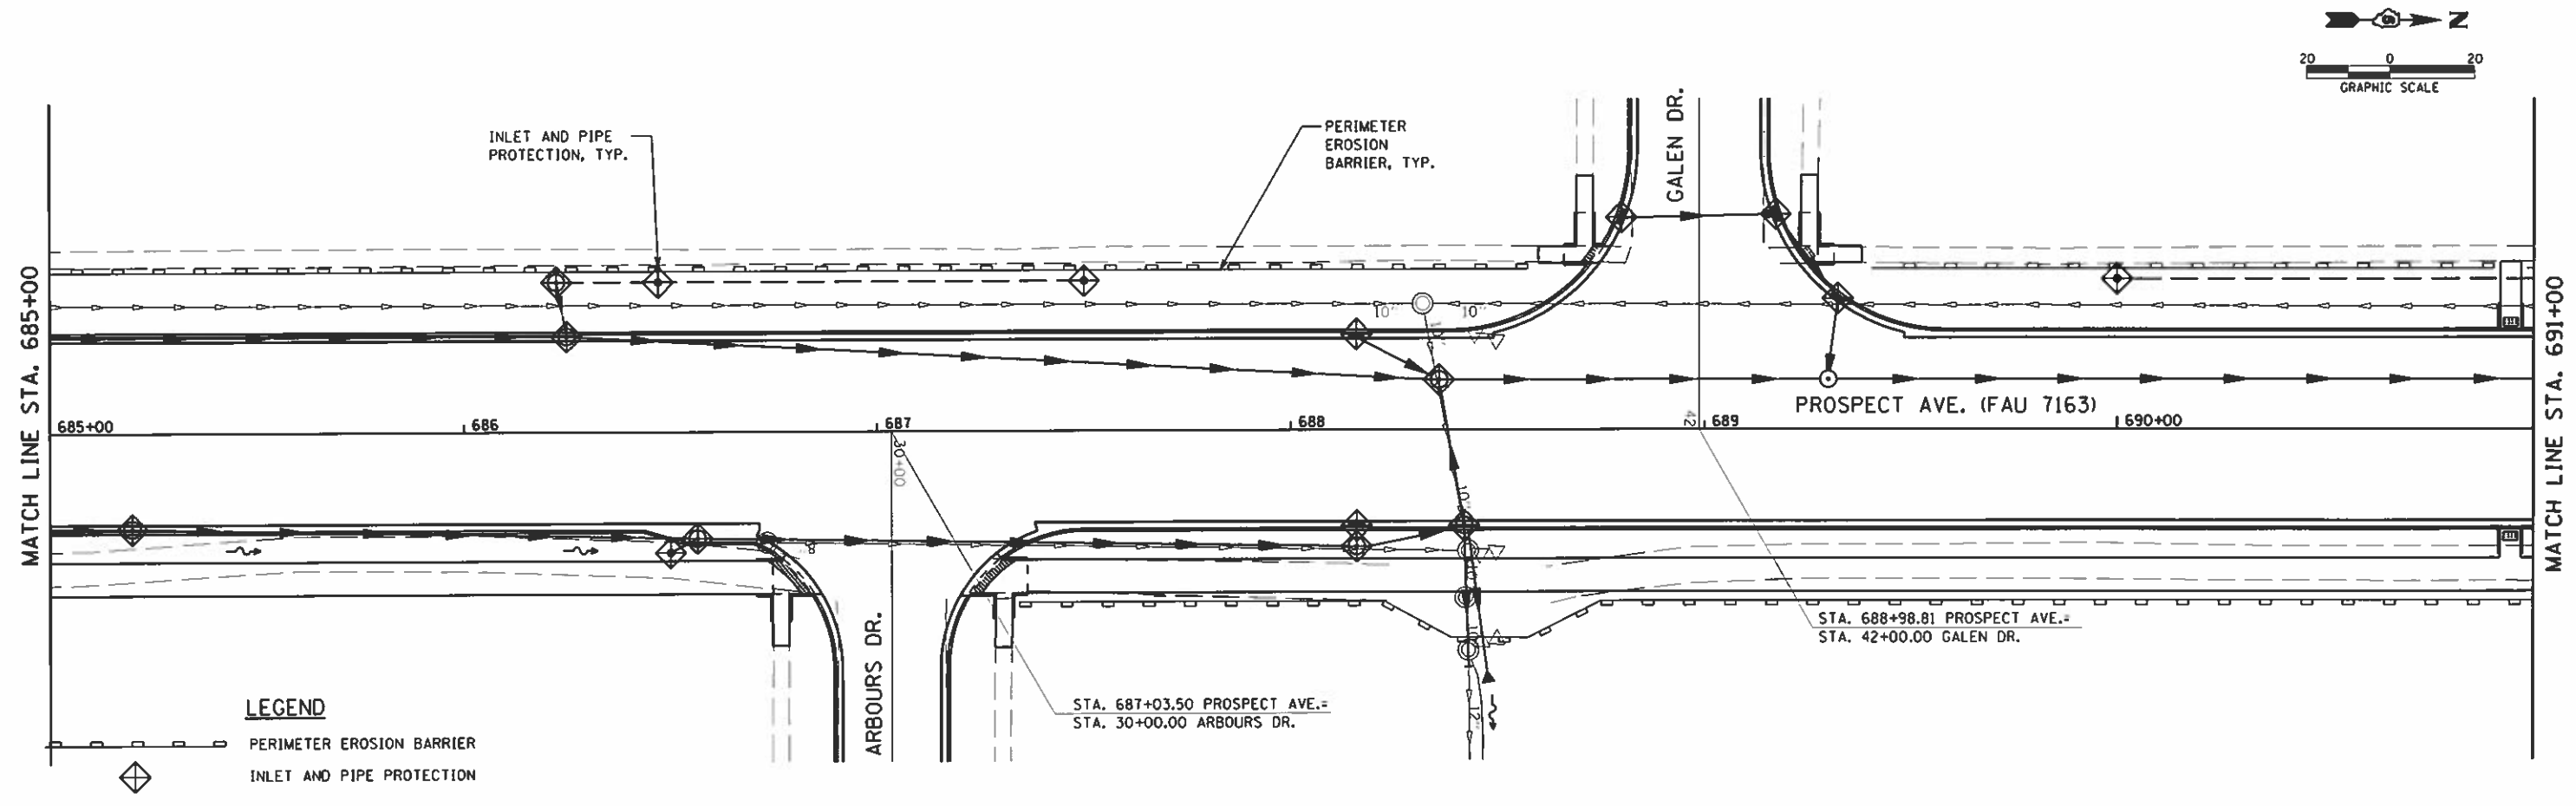 N
20 0 20
GRAPHIC SCALE
INLET AND PIPE
PROTECTION, TYP.
PERIMETER
EROSION
BARRIER, TYP.
GALEN DR.
MATCH LINE STA. 685+00
MATCH LINE STA. 691+00
10" 10"
PROSPECT AVE. (FAU 7163)
685+00 686 687 688 689 690+00
42
30+00
10"
8"
STA. 688+98.81 PROSPECT AVE.=
STA. 42+00.00 GALEN DR.
ARBOURS DR.
STA. 687+03.50 PROSPECT AVE.=
STA. 30+00.00 ARBOURS DR.
12"
LEGEND
PERIMETER EROSION BARRIER
INLET AND PIPE PROTECTION